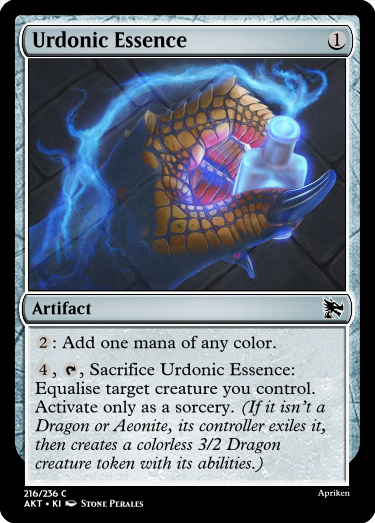 Urdonic Essence 1
Artifact
2 : Add one mana of any color.
4 , , Sacrifice Urdonic Essence:
Equalise target creature you control.
Activate only as a sorcery. (If it isn't a
Dragon or Aeonite, its controller exiles it,
then creates a colorless 3/2 Dragon
creature token with its abilities.)
216/236 C
Apriken
AKT • KI Stone Perales